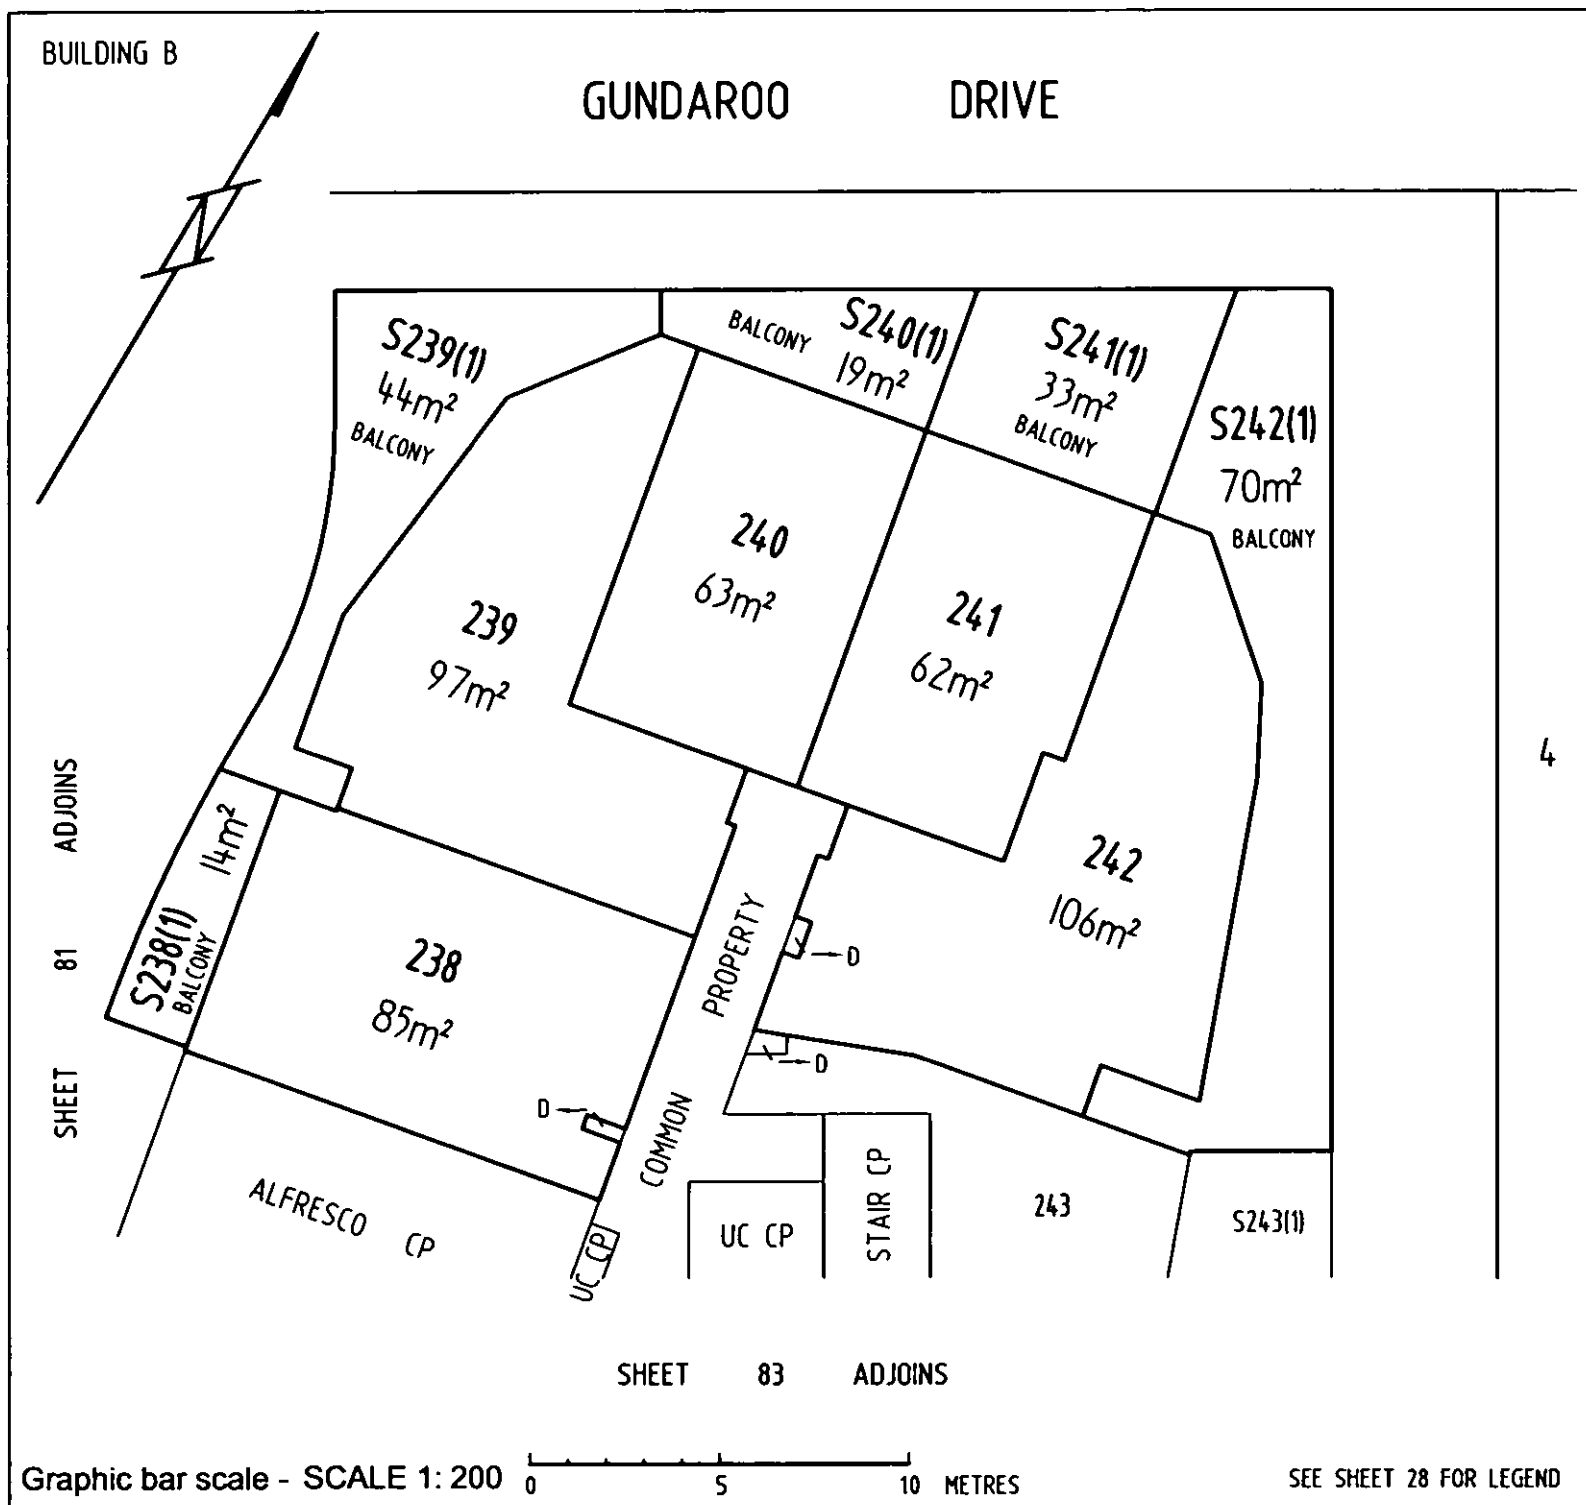 BUILDING B
GUNDAROO DRIVE
N
S239(1)
44m²
BALCONY
BALCONY
S240(1)
19m²
S241(1)
33m²
BALCONY
S242(1)
70m²
BALCONY
240
63m²
239
97m²
241
62m²
4
242
106m²
14m²
S238(1)
BALCONY
238
85m²
COMMON PROPERTY
D
D
D
SHEET 81 ADJOINS
ALFRESCO CP
UC CP
UC CP
STAIR CP
243
S243(1)
SHEET 83 ADJOINS
Graphic bar scale - SCALE 1: 200
0 5 10 METRES
SEE SHEET 28 FOR LEGEND